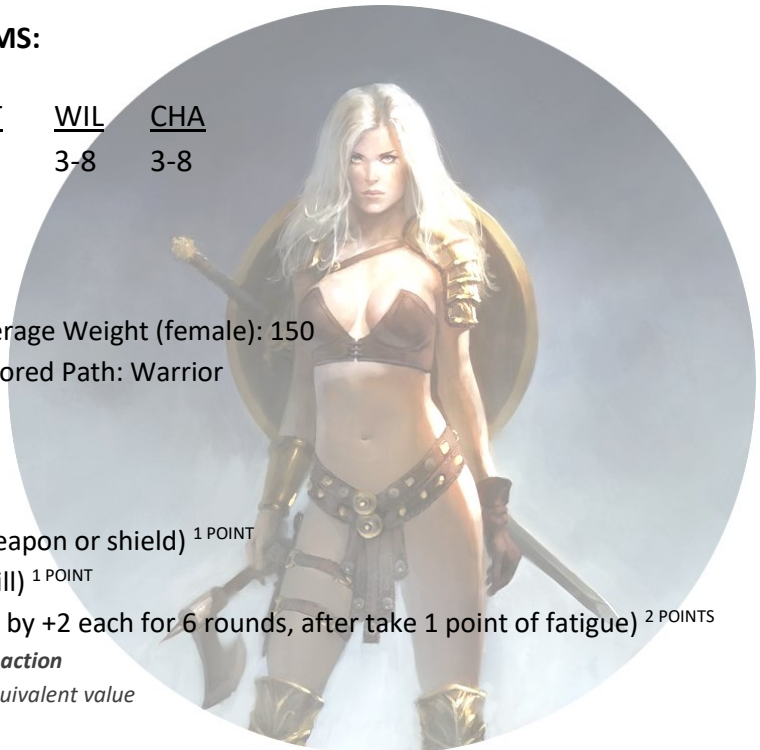 MS:
WIL CHA
3-8 3-8
erage Weight (female): 150
ored Path: Warrior
eapon or shield) 1 POINT
ill) 1 POINT
by +2 each for 6 rounds, after take 1 point of fatigue) 2 POINTS
action
uivalent value